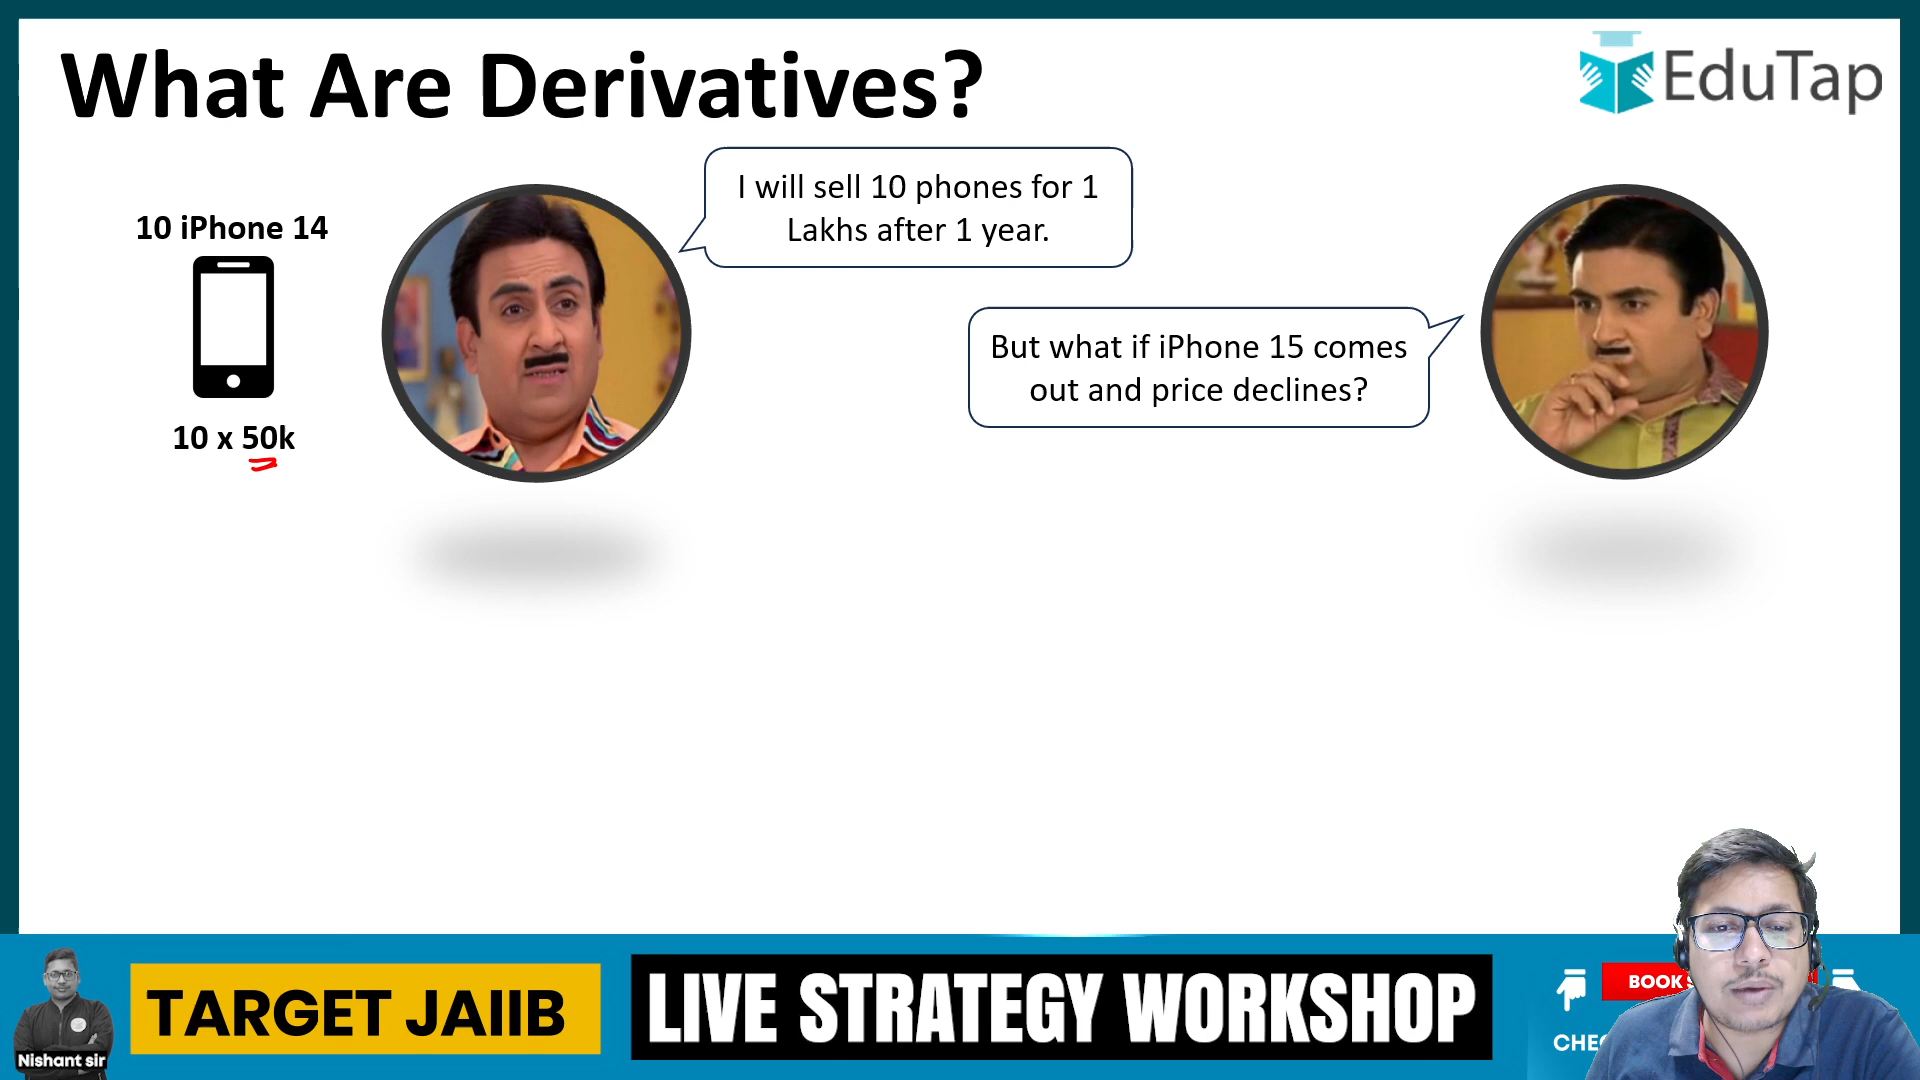 What Are Derivatives?
EduTap
I will sell 10 phones for 1
Lakhs after 1 year.
10 iPhone 14
But what if iPhone 15 comes
out and price declines?
10 x 50k
TARGET JAIIB
LIVE STRATEGY WORKSHOP
BOOK
Nishant sir